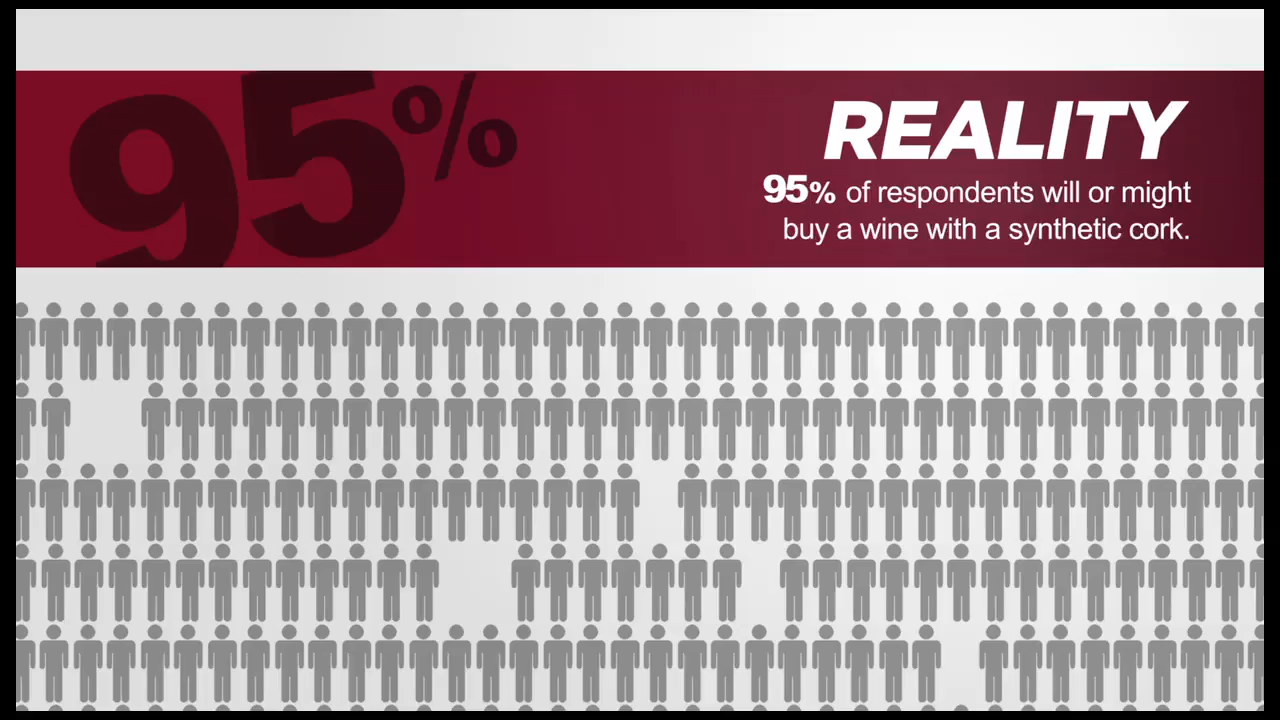 95%
REALITY
95% of respondents will or might
buy a wine with a synthetic cork.